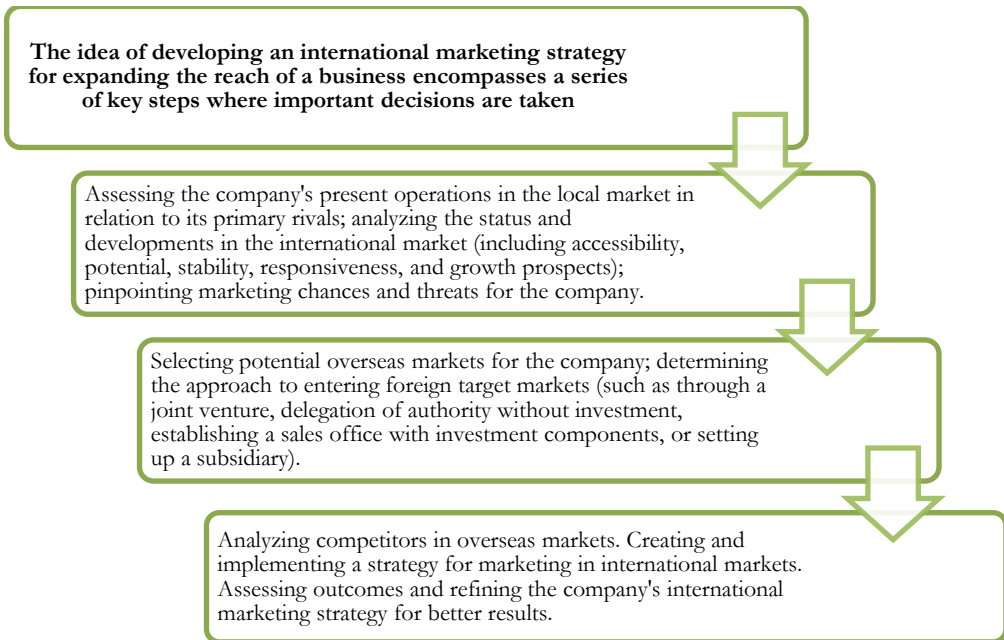 The idea of developing an international marketing strategy
for expanding the reach of a business encompasses a series
of key steps where important decisions are taken
Assessing the company's present operations in the local market in
relation to its primary rivals; analyzing the status and
developments in the international market (including accessibility,
potential, stability, responsiveness, and growth prospects);
pinpointing marketing chances and threats for the company.
Selecting potential overseas markets for the company; determining
the approach to entering foreign target markets (such as through a
joint venture, delegation of authority without investment,
establishing a sales office with investment components, or setting
up a subsidiary).
Analyzing competitors in overseas markets. Creating and
implementing a strategy for marketing in international markets.
Assessing outcomes and refining the company's international
marketing strategy for better results.